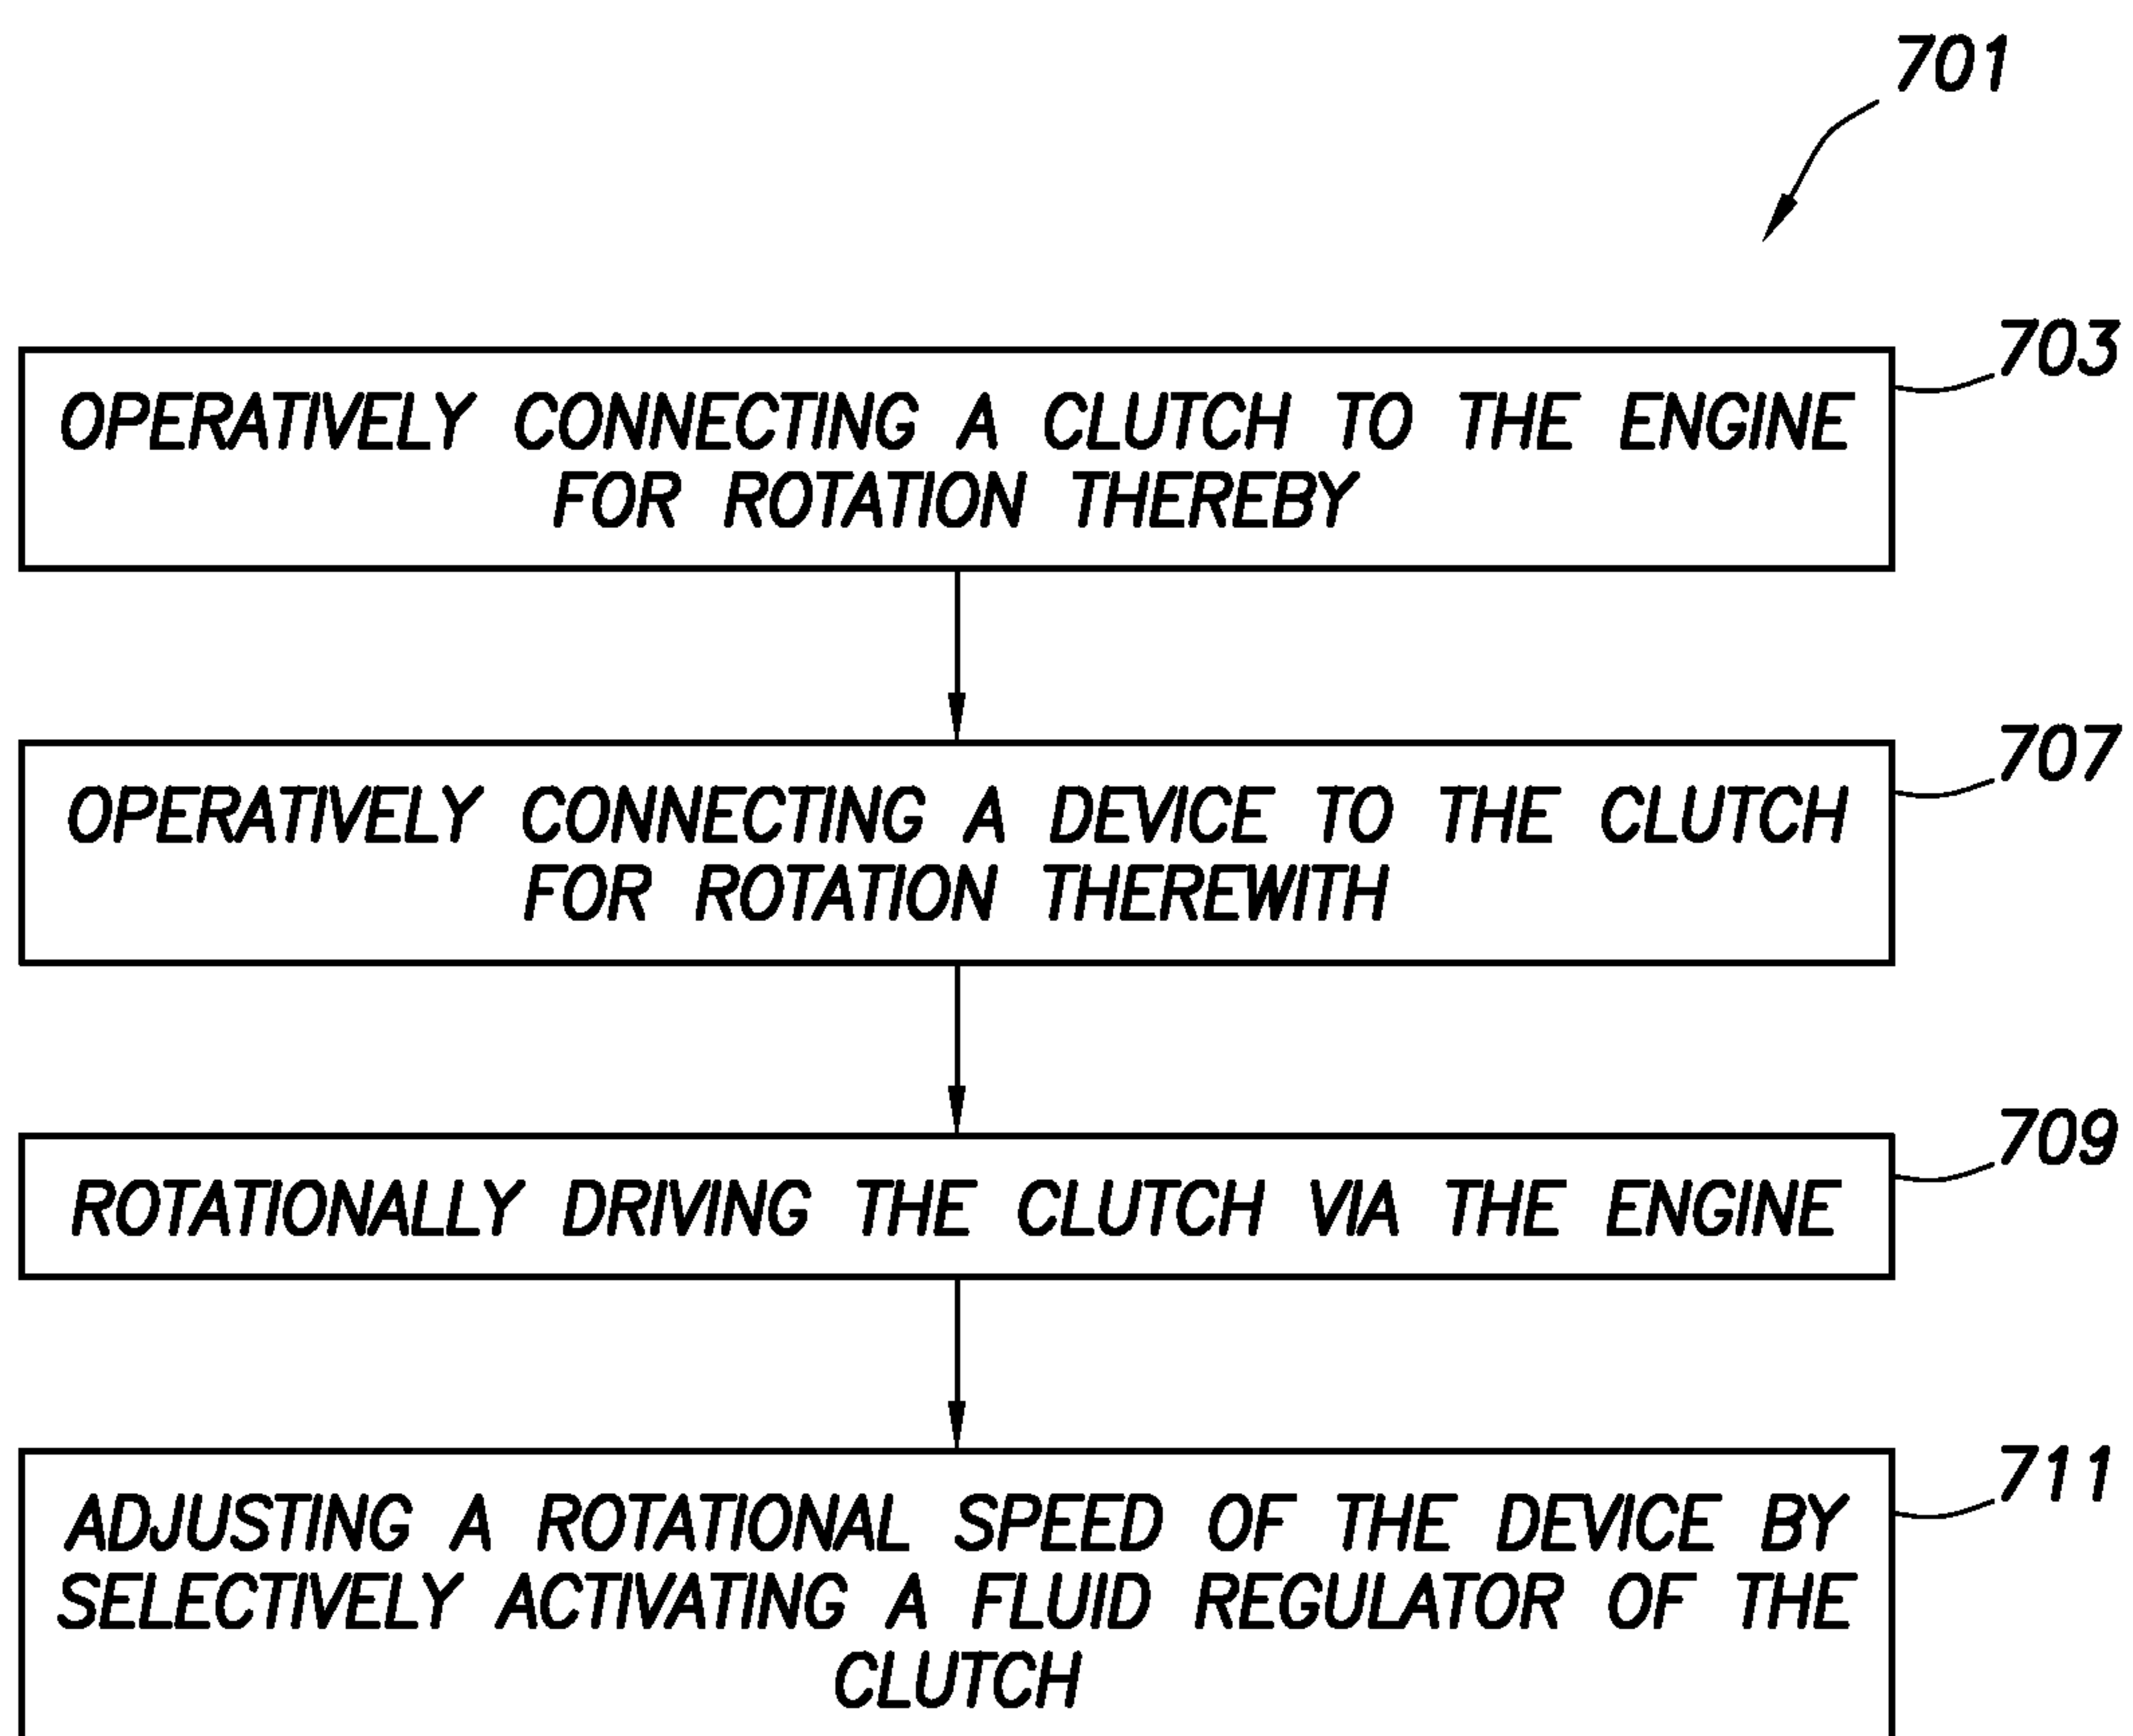 701
703
OPERATIVELY CONNECTING A CLUTCH TO THE ENGINE
FOR ROTATION THEREBY
707
OPERATIVELY CONNECTING A DEVICE TO THE CLUTCH
FOR ROTATION THEREWITH
709
ROTATIONALLY DRIVING THE CLUTCH VIA THE ENGINE
711
ADJUSTING A ROTATIONAL SPEED OF THE DEVICE BY
SELECTIVELY ACTIVATING A FLUID REGULATOR OF THE
CLUTCH